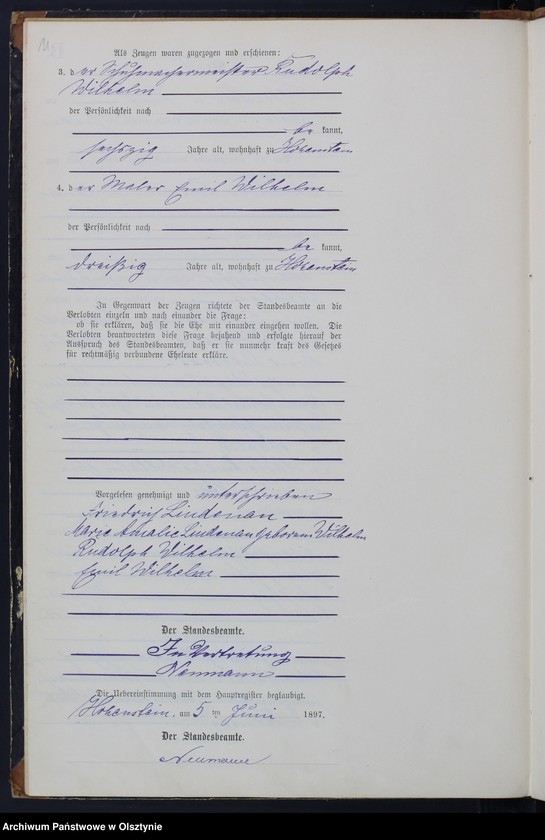 Als Zeugen waren zugezogen und erschienen:
3. der Schuhmachermeister Rudolph
Wilhelm
der Persönlichkeit nach
be kannt,
sechszig Jahre alt, wohnhaft zu Hohenstein
4. der Maler Emil Wilhelm
der Persönlichkeit nach
be kannt,
dreißig Jahre alt, wohnhaft zu Hohenstein
In Gegenwart der Zeugen richtete der Standesbeamte an die
Verlobten einzeln und nach einander die Frage:
ob sie erklären, daß sie die Ehe mit einander eingehen wollen. Die
Verlobten beantworteten diese Frage bejahend und erfolgte hierauf der
Ausspruch des Standesbeamten, daß er sie nunmehr kraft des Gesetzes
für rechtmäßig verbundene Eheleute erkläre.
Vorgelesen genehmigt und unterschrieben
Friedrich Lindenau
Marie Amalie Lindenau geborene Wilhelm
Rudolph Wilhelm
Emil Wilhelm
Der Standesbeamte.
In Vertretung
Neumann
Die Uebereinstimmung mit dem Hauptregister beglaubigt.
Hohenstein, am 5 ten Juni 1897.
Der Standesbeamte.
Neumann
Archiwum Państwowe w Olsztynie